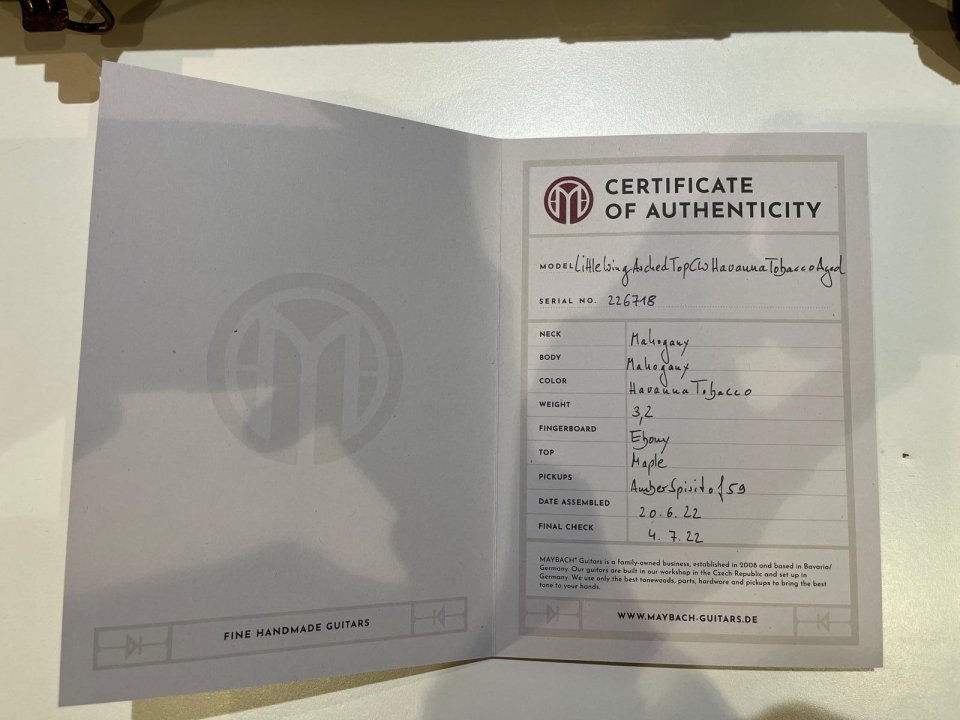 FINE HANDMADE GUITARS
CERTIFICATE
OF AUTHENTICITY
MODEL Little Wing Arched Top CW Havanna Tobacco Aged
SERIAL NO. 226718
NECK Mahogany
BODY Mahogany
COLOR Havanna Tobacco
WEIGHT 3,2
FINGERBOARD Ebony
TOP Maple
PICKUPS Amber Spirit of 59
DATE ASSEMBLED 20.6.22
FINAL CHECK 4.7.22
MAYBACH® Guitars is a family-owned business, established in 2008 and based in Bavaria/
Germany. Our guitars are built in our workshop in the Czech Republic and set up in
Germany. We use only the best tonewoods, parts, hardware and pickups to bring the best
tone to your hands.
WWW.MAYBACH-GUITARS.DE